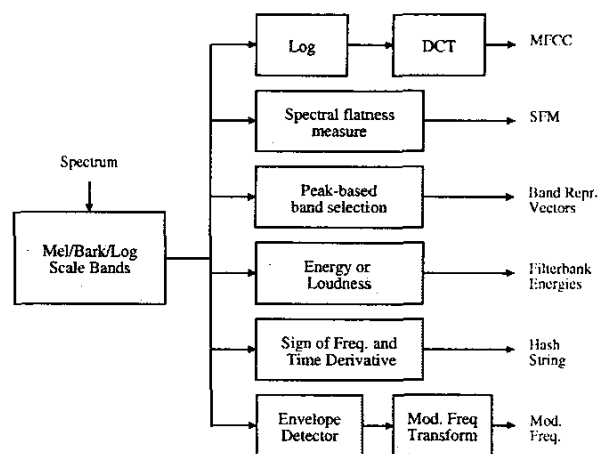 Log
DCT
MFCC
Spectral flatness
measure
SFM
Spectrum
Peak-based
band selection
Band Repr.
Vectors
Mel/Bark/Log
Scale Bands
Energy or
Loudness
Filterbank
Energies
Sign of Freq. and
Time Derivative
Hash
String
Envelope
Detector
Mod. Freq
Transform
Mod.
Freq.